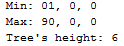 Min: 01, 0, 0
Max: 90, 0, 0
Tree's height: 6